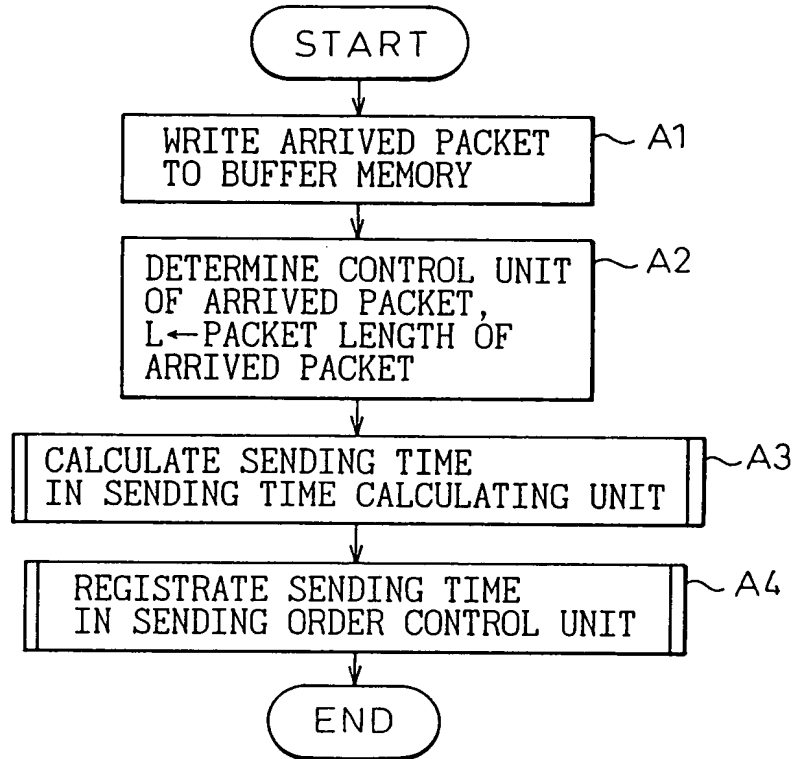 START
WRITE ARRIVED PACKET
TO BUFFER MEMORY
A1
DETERMINE CONTROL UNIT
OF ARRIVED PACKET,
L←PACKET LENGTH OF
ARRIVED PACKET
A2
CALCULATE SENDING TIME
IN SENDING TIME CALCULATING UNIT
A3
REGISTRATE SENDING TIME
IN SENDING ORDER CONTROL UNIT
A4
END